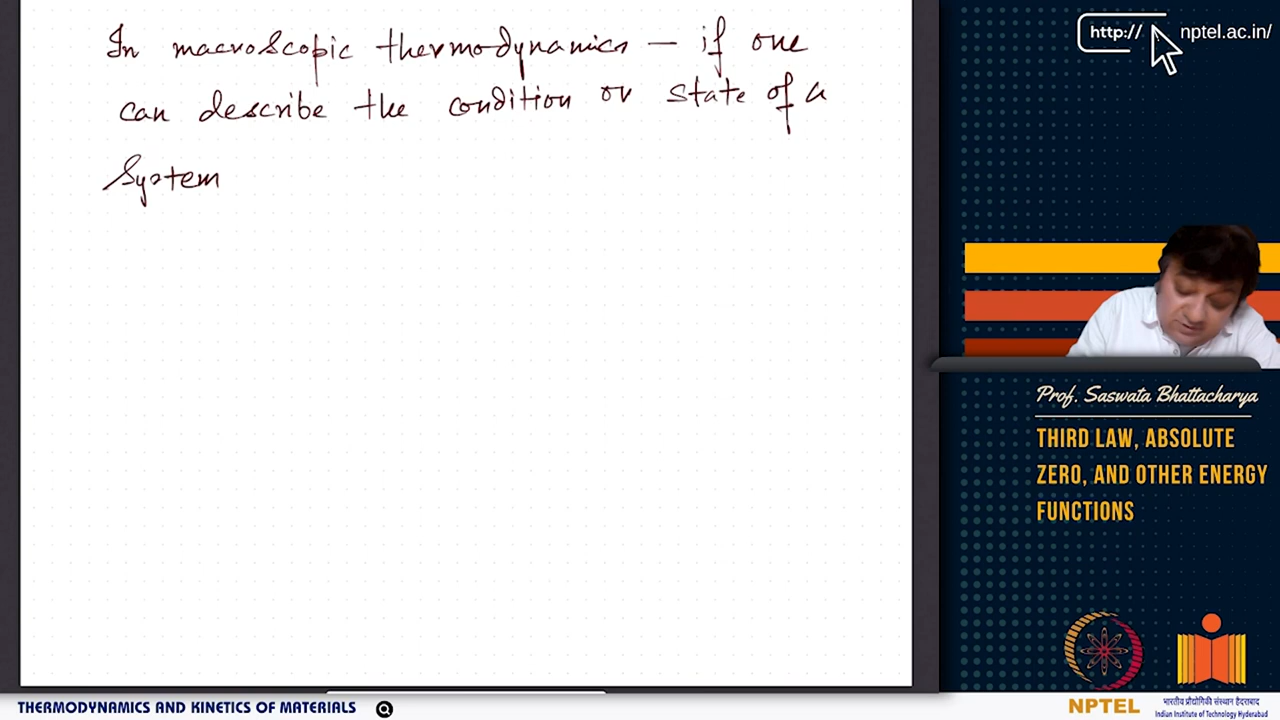 In macroscopic thermodynamics — if one
can describe the condition or state of a
System
http:// nptel.ac.in/
Prof. Saswata Bhattacharya
THIRD LAW, ABSOLUTE
ZERO, AND OTHER ENERGY
FUNCTIONS
THERMODYNAMICS AND KINETICS OF MATERIALS
NPTEL
भारतीय प्रौद्योगिकी संस्थान हैदराबाद
Indian Institute of Technology Hyderabad